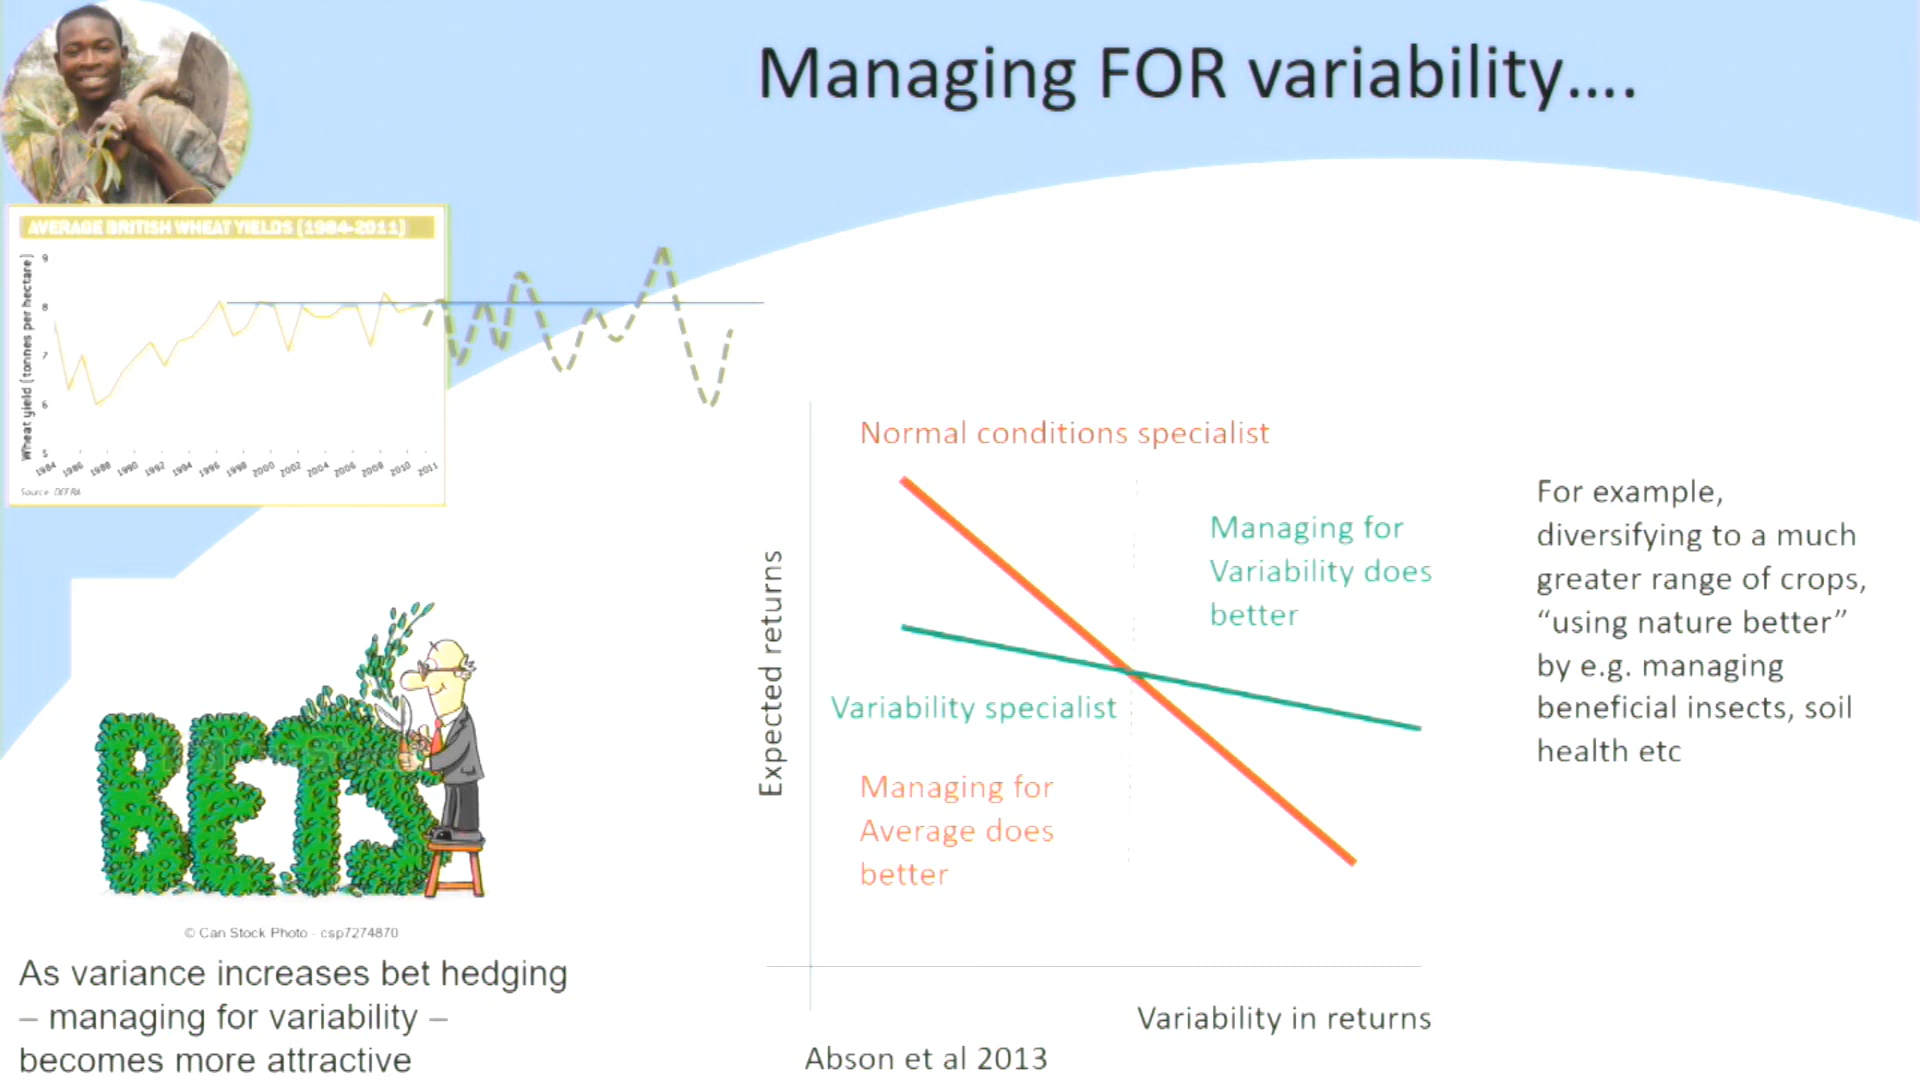 Managing FOR variability….
AVERAGE BRITISH WHEAT YIELDS (1984-2011)
Wheat yield (tonnes per hectare)
9
8
7
6
5
1984 1986 1988 1990 1992 1994 1996 1998 2000 2002 2004 2006 2008 2010 2011
Source DEFRA
BETS
© Can Stock Photo - csp7274870
As variance increases bet hedging
– managing for variability –
becomes more attractive
Normal conditions specialist
Managing for
Variability does
better
Expected returns
Variability specialist
Managing for
Average does
better
Variability in returns
Abson et al 2013
For example,
diversifying to a much
greater range of crops,
“using nature better”
by e.g. managing
beneficial insects, soil
health etc